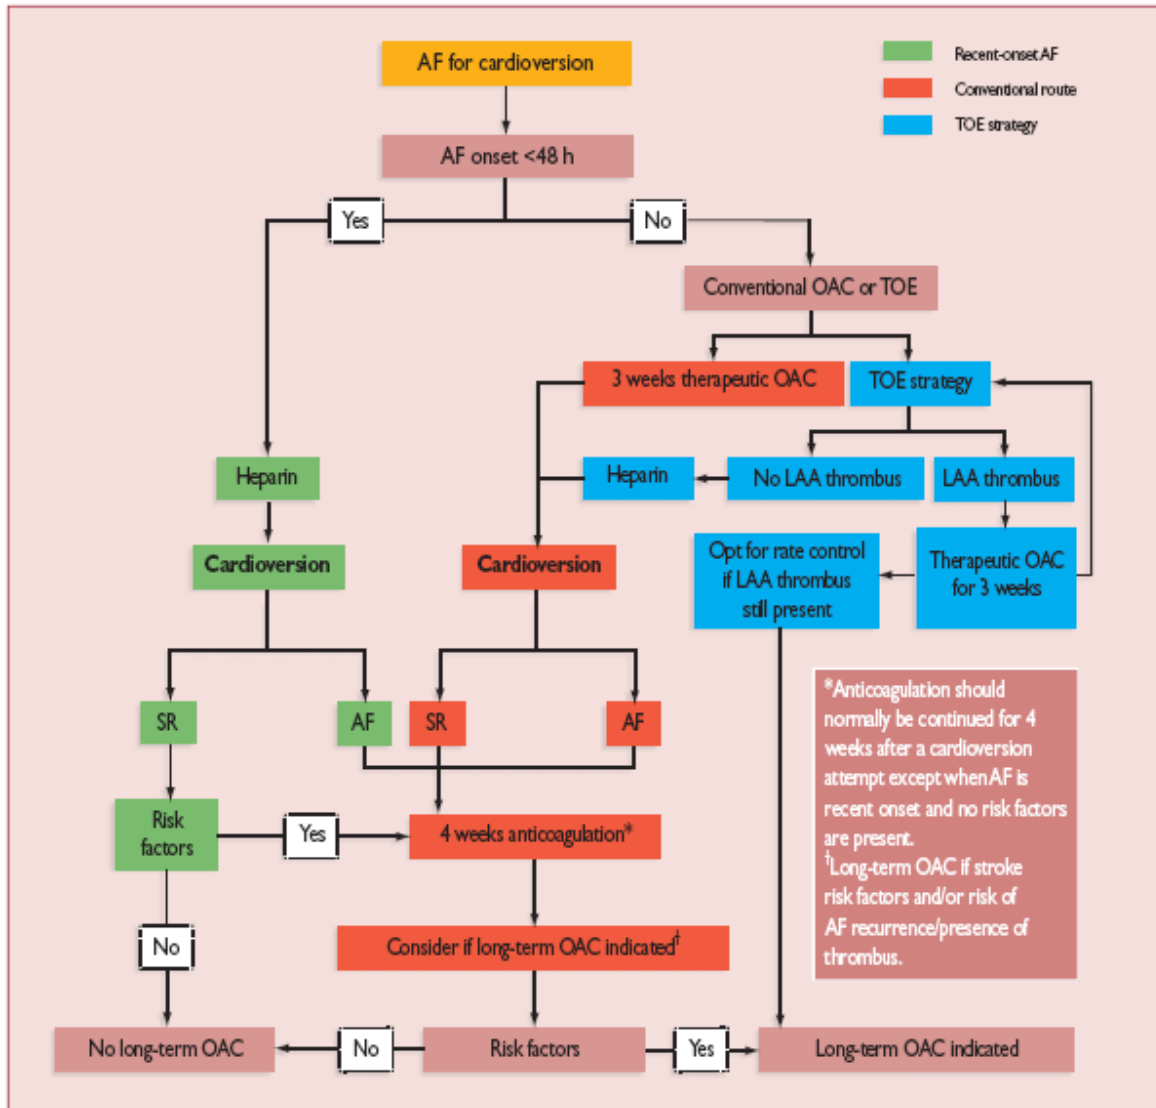 AF for cardioversion
Recent-onset AF
Conventional route
TOE strategy
AF onset <48 h
Yes
No
Conventional OAC or TOE
3 weeks therapeutic OAC
TOE strategy
Heparin
Heparin
No LAA thrombus
LAA thrombus
Cardioversion
Cardioversion
Opt for rate control
if LAA thrombus
still present
Therapeutic OAC
for 3 weeks
SR
AF
SR
AF
*Anticoagulation should
normally be continued for 4
weeks after a cardioversion
attempt except when AF is
recent onset and no risk factors
are present.
†Long-term OAC if stroke
risk factors and/or risk of
AF recurrence/presence of
thrombus.
Risk
factors
Yes
4 weeks anticoagulation*
No
Consider if long-term OAC indicated†
No long-term OAC
No
Risk factors
Yes
Long-term OAC indicated